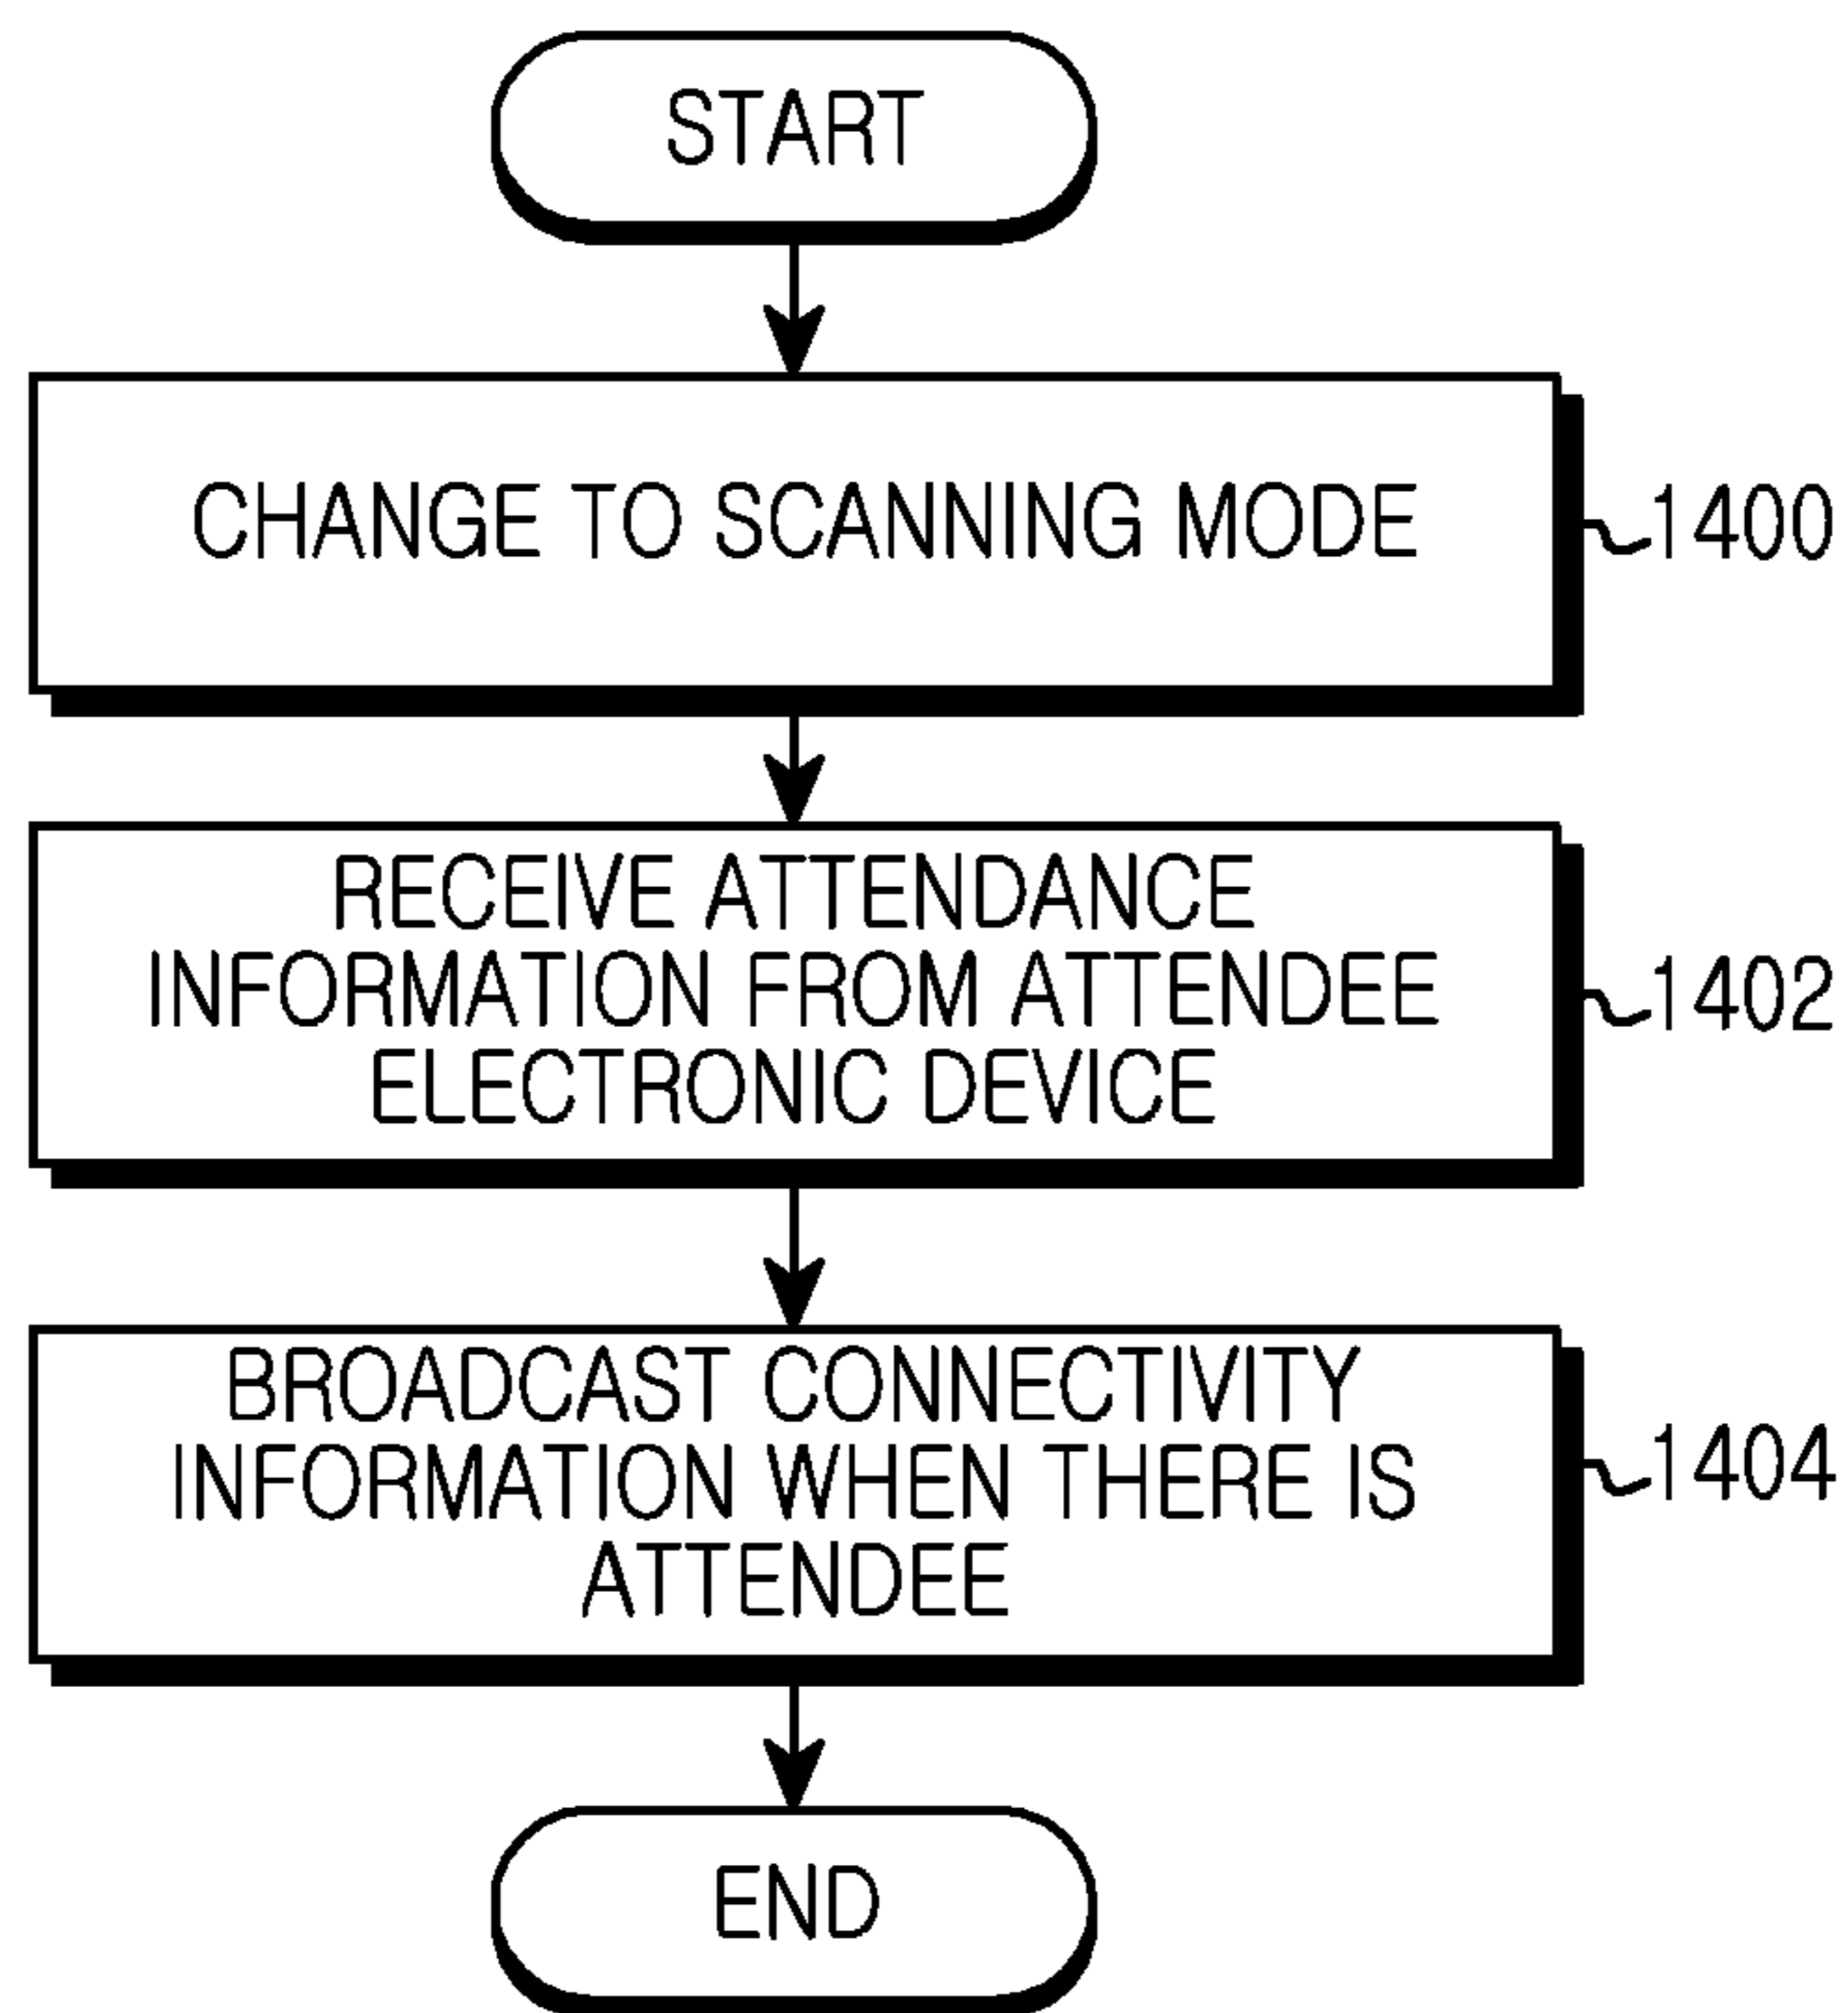 START
CHANGE TO SCANNING MODE
1400
RECEIVE ATTENDANCE
INFORMATION FROM ATTENDEE
ELECTRONIC DEVICE
1402
BROADCAST CONNECTIVITY
INFORMATION WHEN THERE IS
ATTENDEE
1404
END